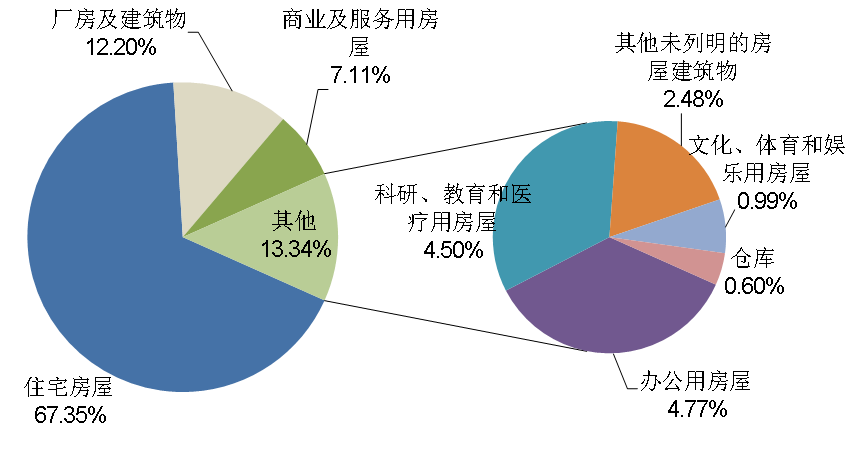 厂房及建筑物
12.20%
商业及服务用房
屋
7.11%
其他
13.34%
住宅房屋
67.35%
其他未列明的房
屋建筑物
2.48%
文化、体育和娱
乐用房屋
0.99%
科研、教育和医
疗用房屋
4.50%
仓库
0.60%
办公用房屋
4.77%